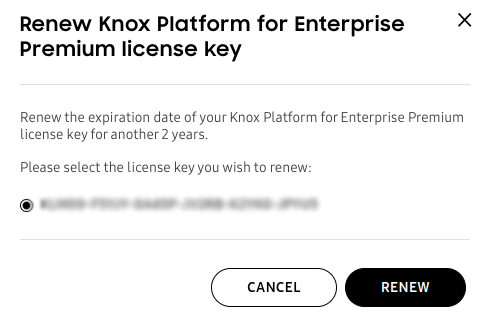 Renew Knox Platform for Enterprise
Premium license key
Renew the expiration date of your Knox Platform for Enterprise Premium
license key for another 2 years.
Please select the license key you wish to renew:
CANCEL
RENEW